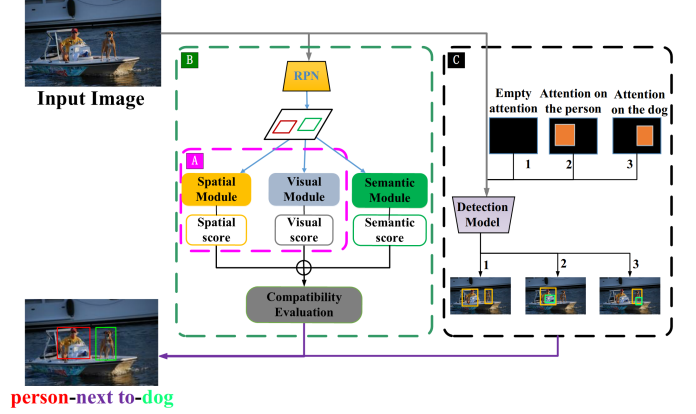 Input Image
B
RPN
A
Spatial
Module
Visual
Module
Semantic
Module
Spatial
score
Visual
score
Semantic
score
Compatibility
Evaluation
C
Empty
attention
Attention on
the person
Attention
on the dog
1
2
3
Detection
Model
1
2
3
person-next to-dog